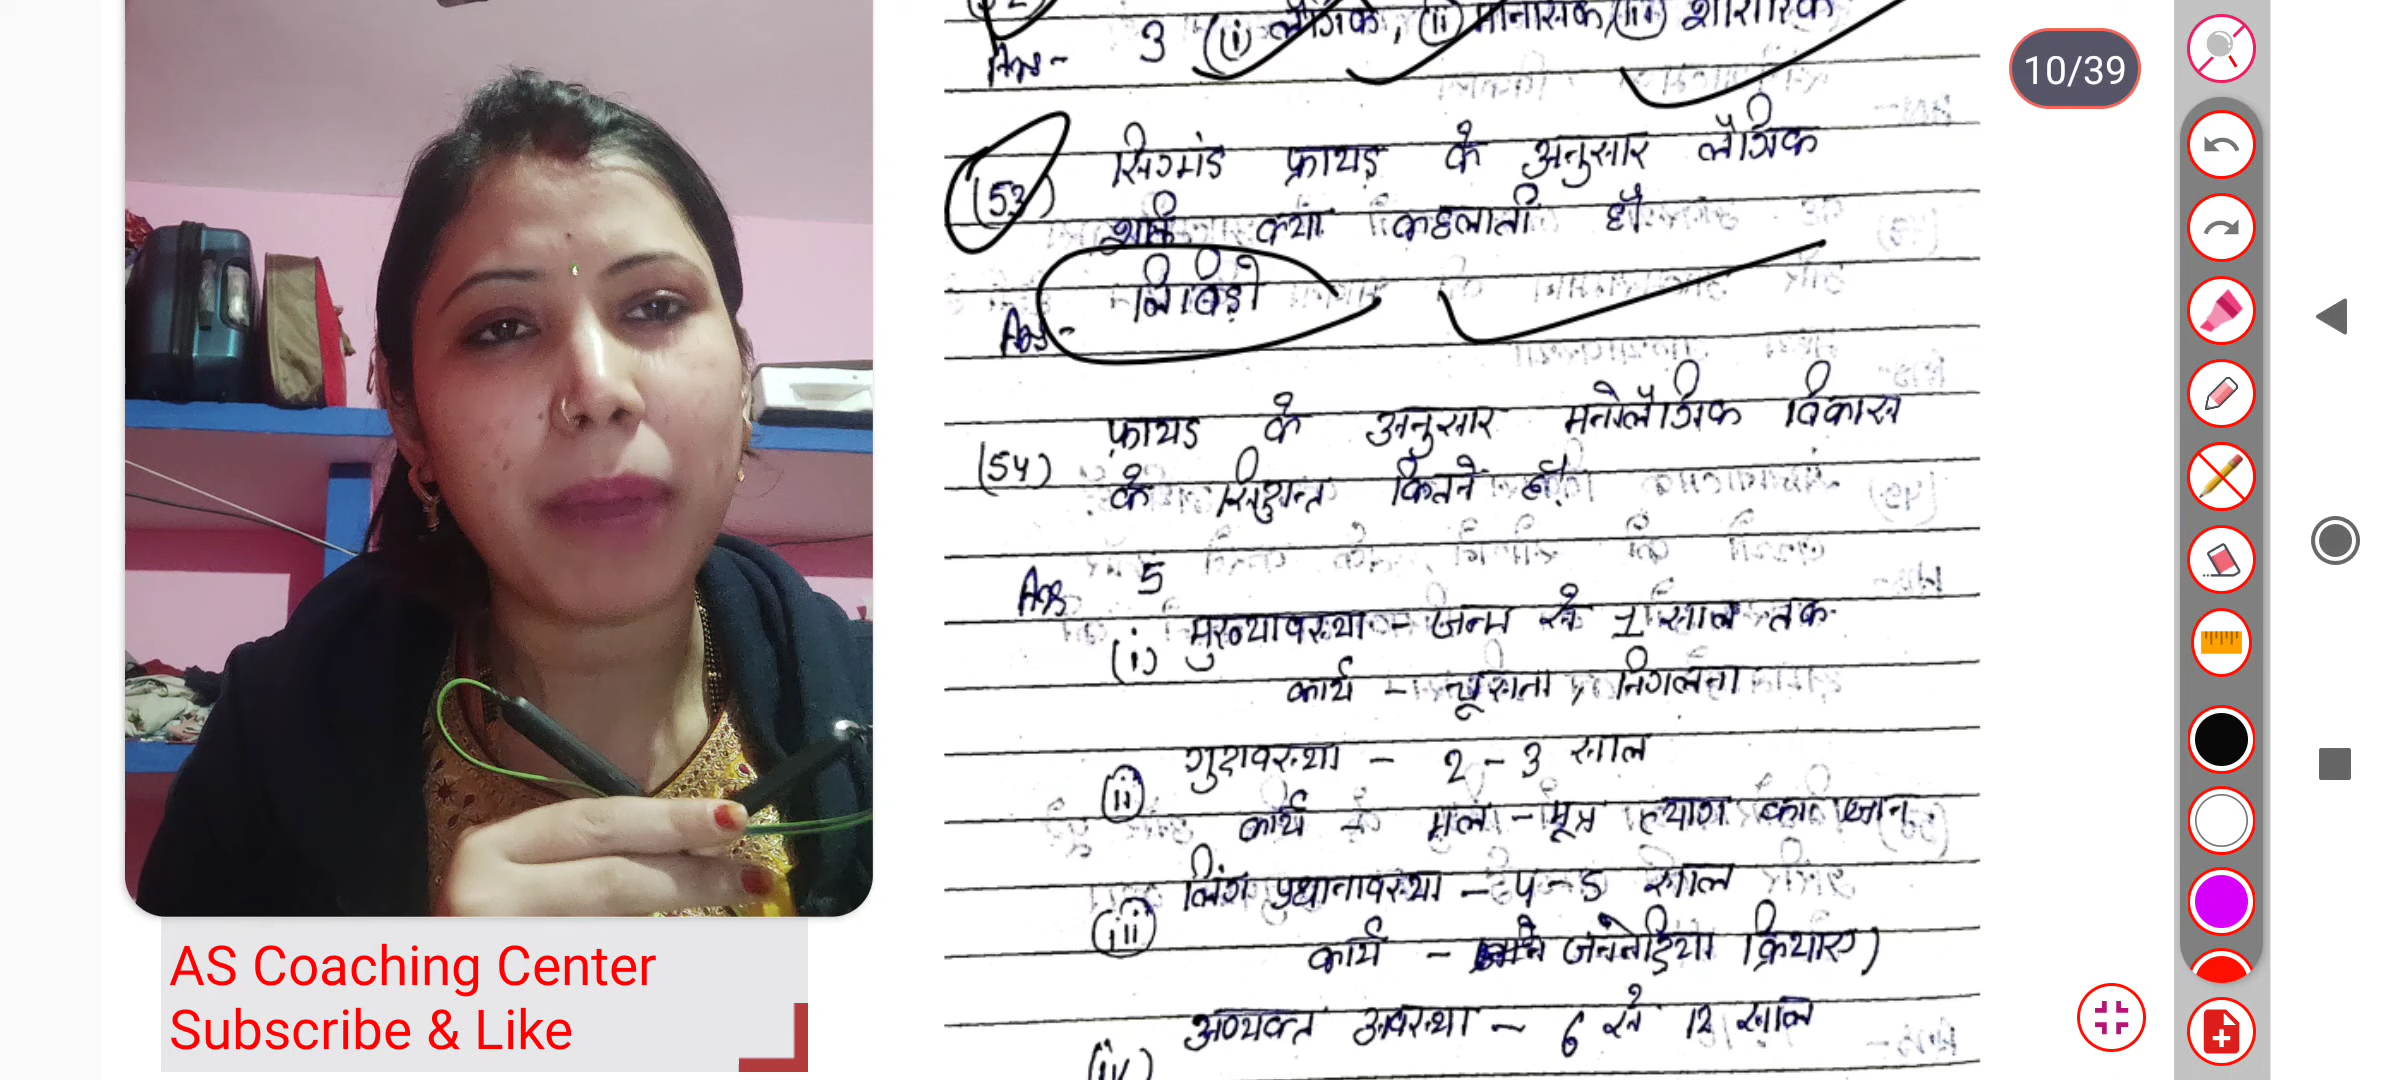 Ans- 3 (i) लैंगिक, (ii) मानसिक, (iii) शारीरिक
10/39
(53) सिगमंड फ्रायड के अनुसार लैंगिक
शक्ति क्या कहलाती है
Ans- लिबिडो
(54) फ्रायड के अनुसार मनोलैंगिक विकास
के सिद्धान्त कितने हैं?
Ans 5
(i) मुख्यावस्था - जन्म से 1 साल तक
कार्य - चूसना, निगलना
(ii) गुदावस्था - 2-3 साल
कार्य - मल-मूत्र त्याग का ज्ञान
(iii) लिंग प्रधानावस्था - 4-5 साल
कार्य - क्रियाएं
अव्यक्त अवस्था - 6 से 12 साल
(iv)
AS Coaching Center
Subscribe & Like